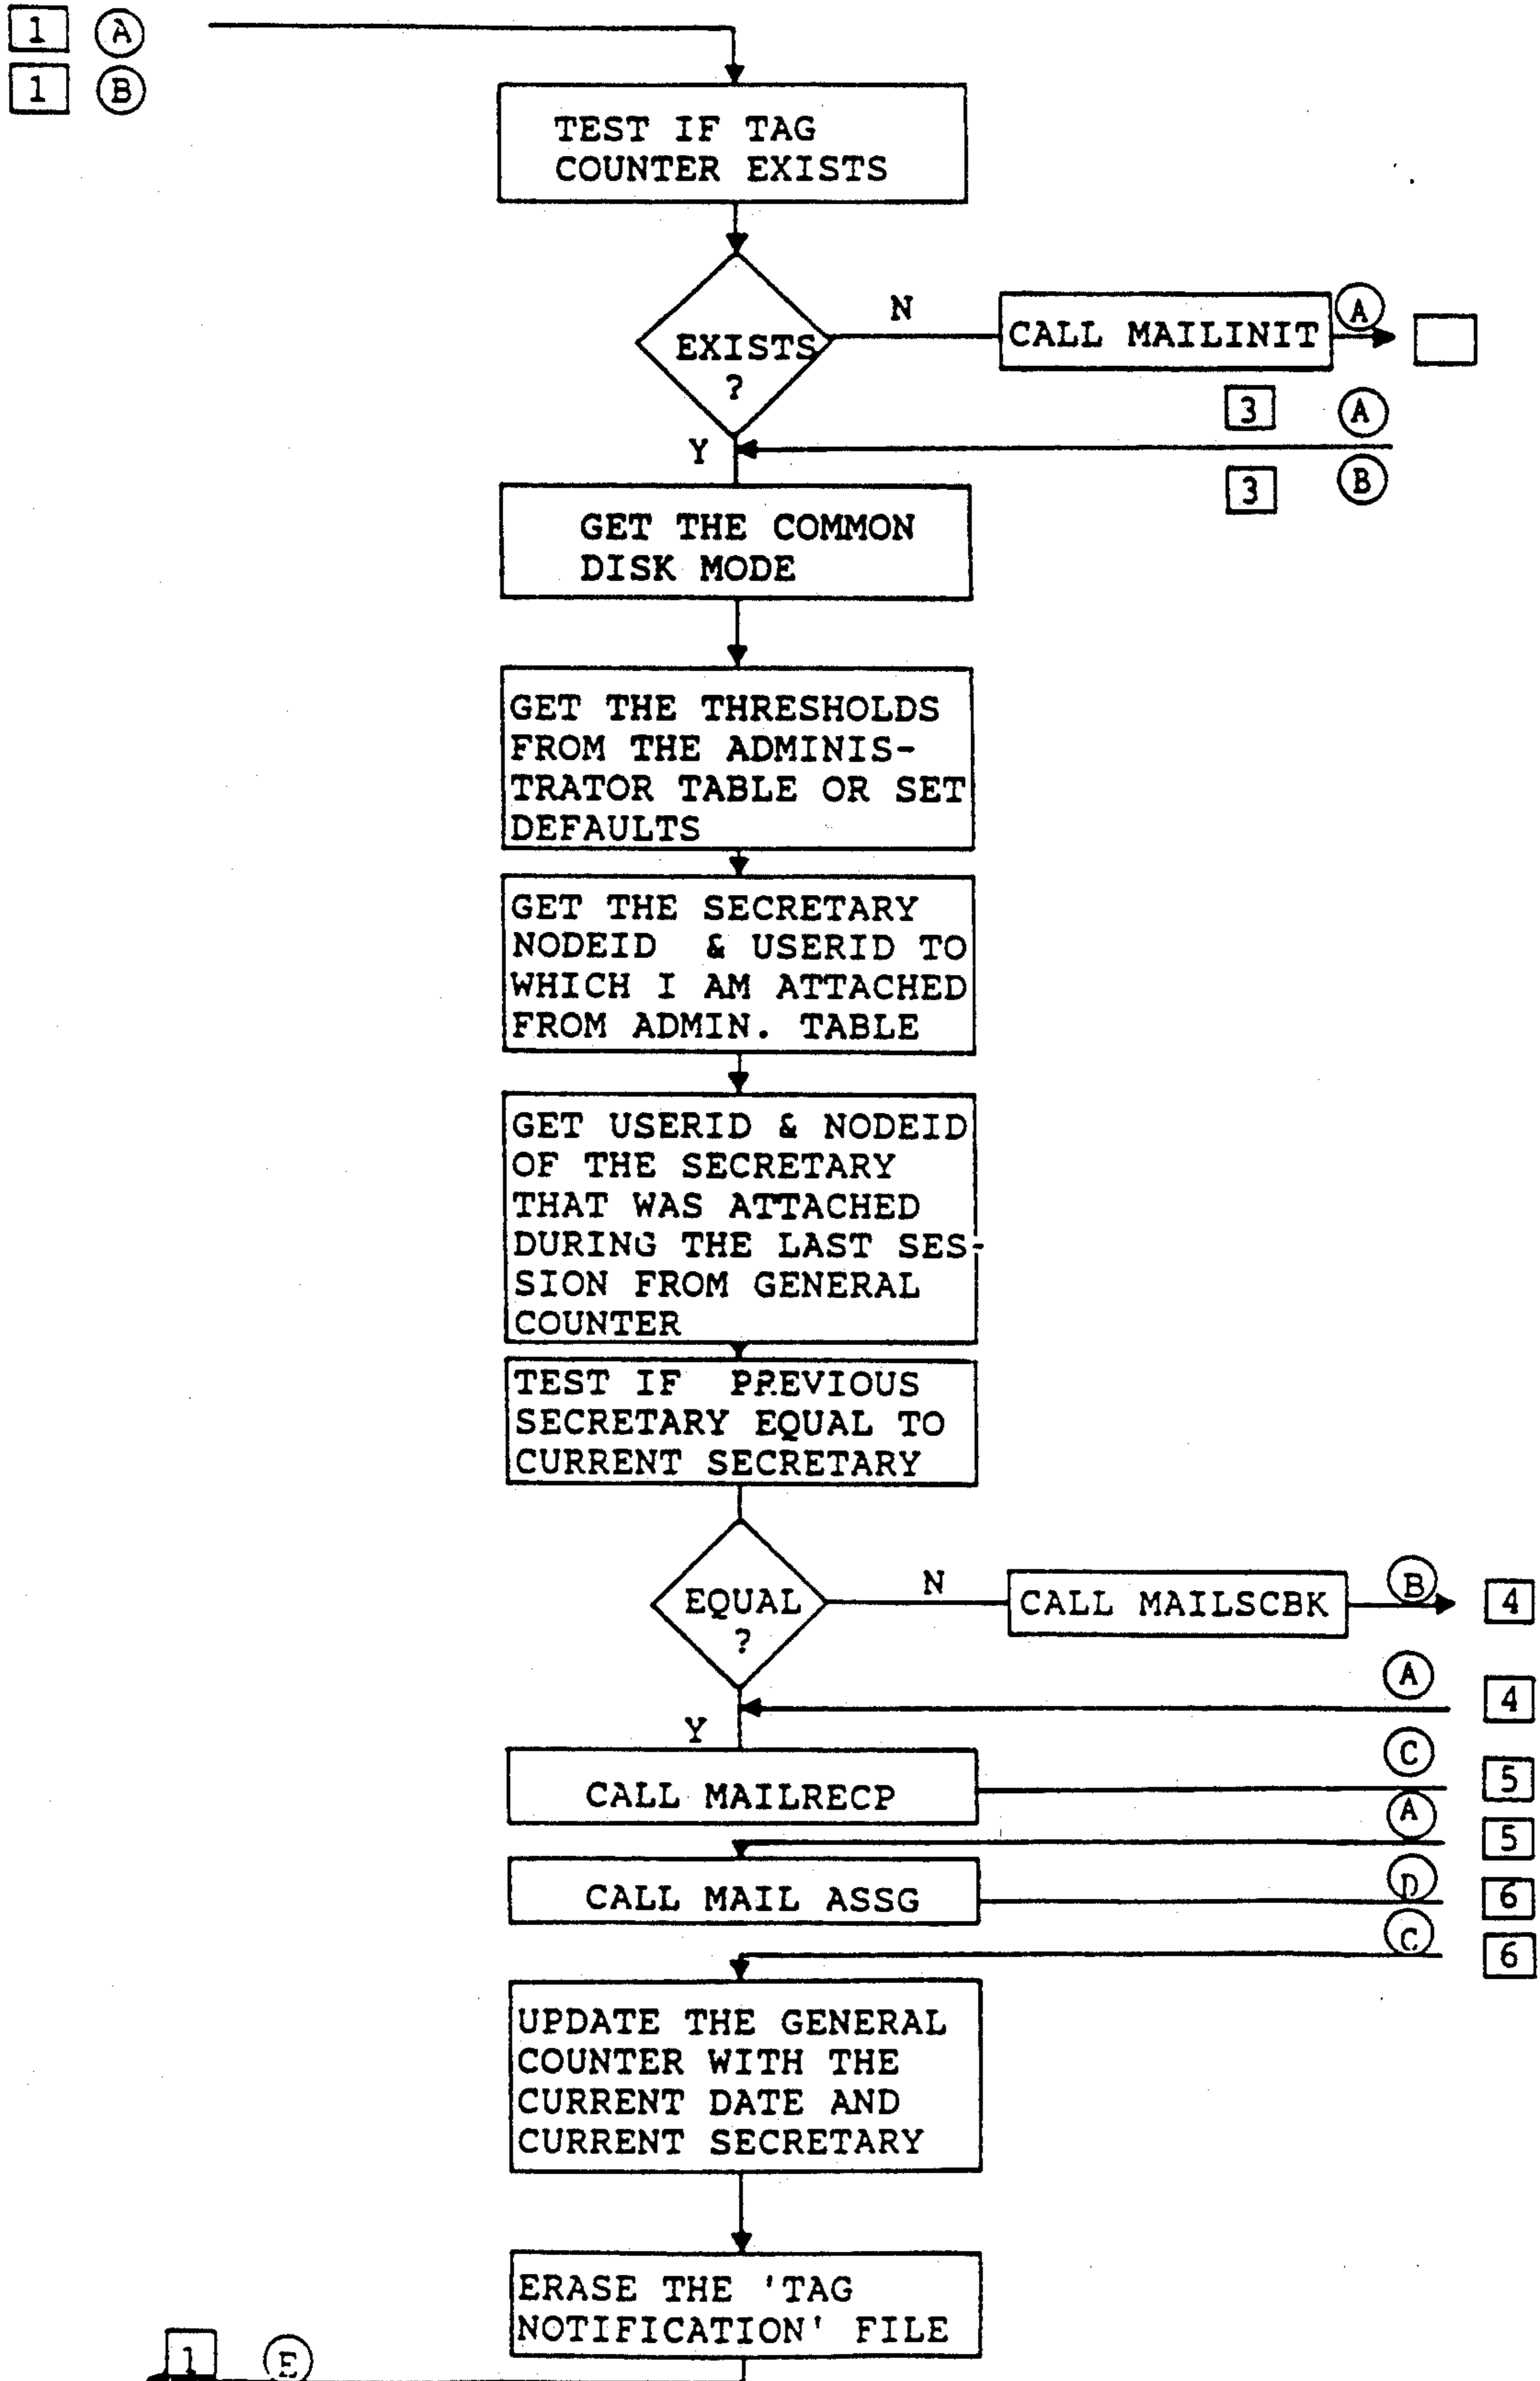 1 A
1 B
TEST IF TAG
COUNTER EXISTS
EXISTS
?
N
CALL MAILINIT
A
3 A
Y
3 B
GET THE COMMON
DISK MODE
GET THE THRESHOLDS
FROM THE ADMINIS-
TRATOR TABLE OR SET
DEFAULTS
GET THE SECRETARY
NODEID & USERID TO
WHICH I AM ATTACHED
FROM ADMIN. TABLE
GET USERID & NODEID
OF THE SECRETARY
THAT WAS ATTACHED
DURING THE LAST SES-
SION FROM GENERAL
COUNTER
TEST IF PREVIOUS
SECRETARY EQUAL TO
CURRENT SECRETARY
EQUAL
?
N
CALL MAILSCBK
B 4
A 4
Y
CALL MAILRECP
C 5
A 5
CALL MAIL ASSG
D 6
C 6
UPDATE THE GENERAL
COUNTER WITH THE
CURRENT DATE AND
CURRENT SECRETARY
ERASE THE 'TAG
NOTIFICATION' FILE
1 E